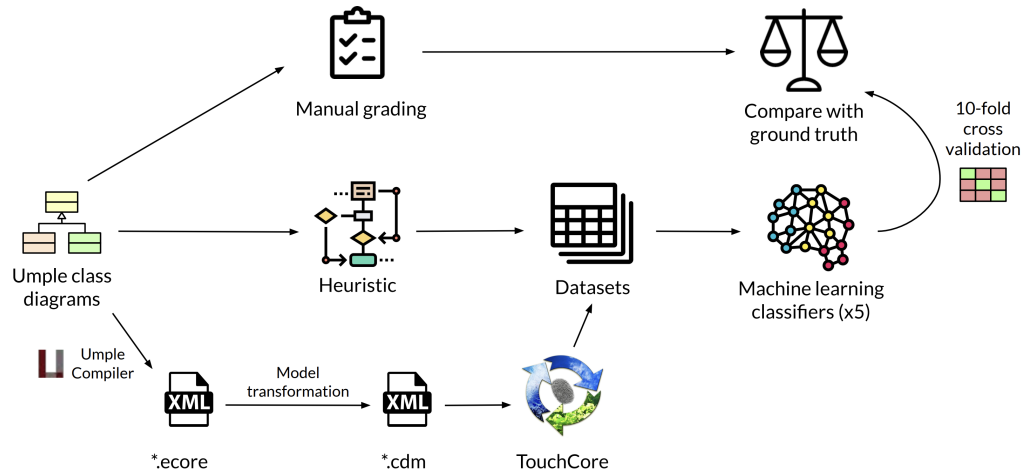 Manual grading
Compare with
ground truth
10-fold
cross
validation
Umple class
diagrams
Heuristic
Datasets
Machine learning
classifiers (x5)
Umple
Compiler
XML
Model
transformation
XML
*.ecore
*.cdm
TouchCore